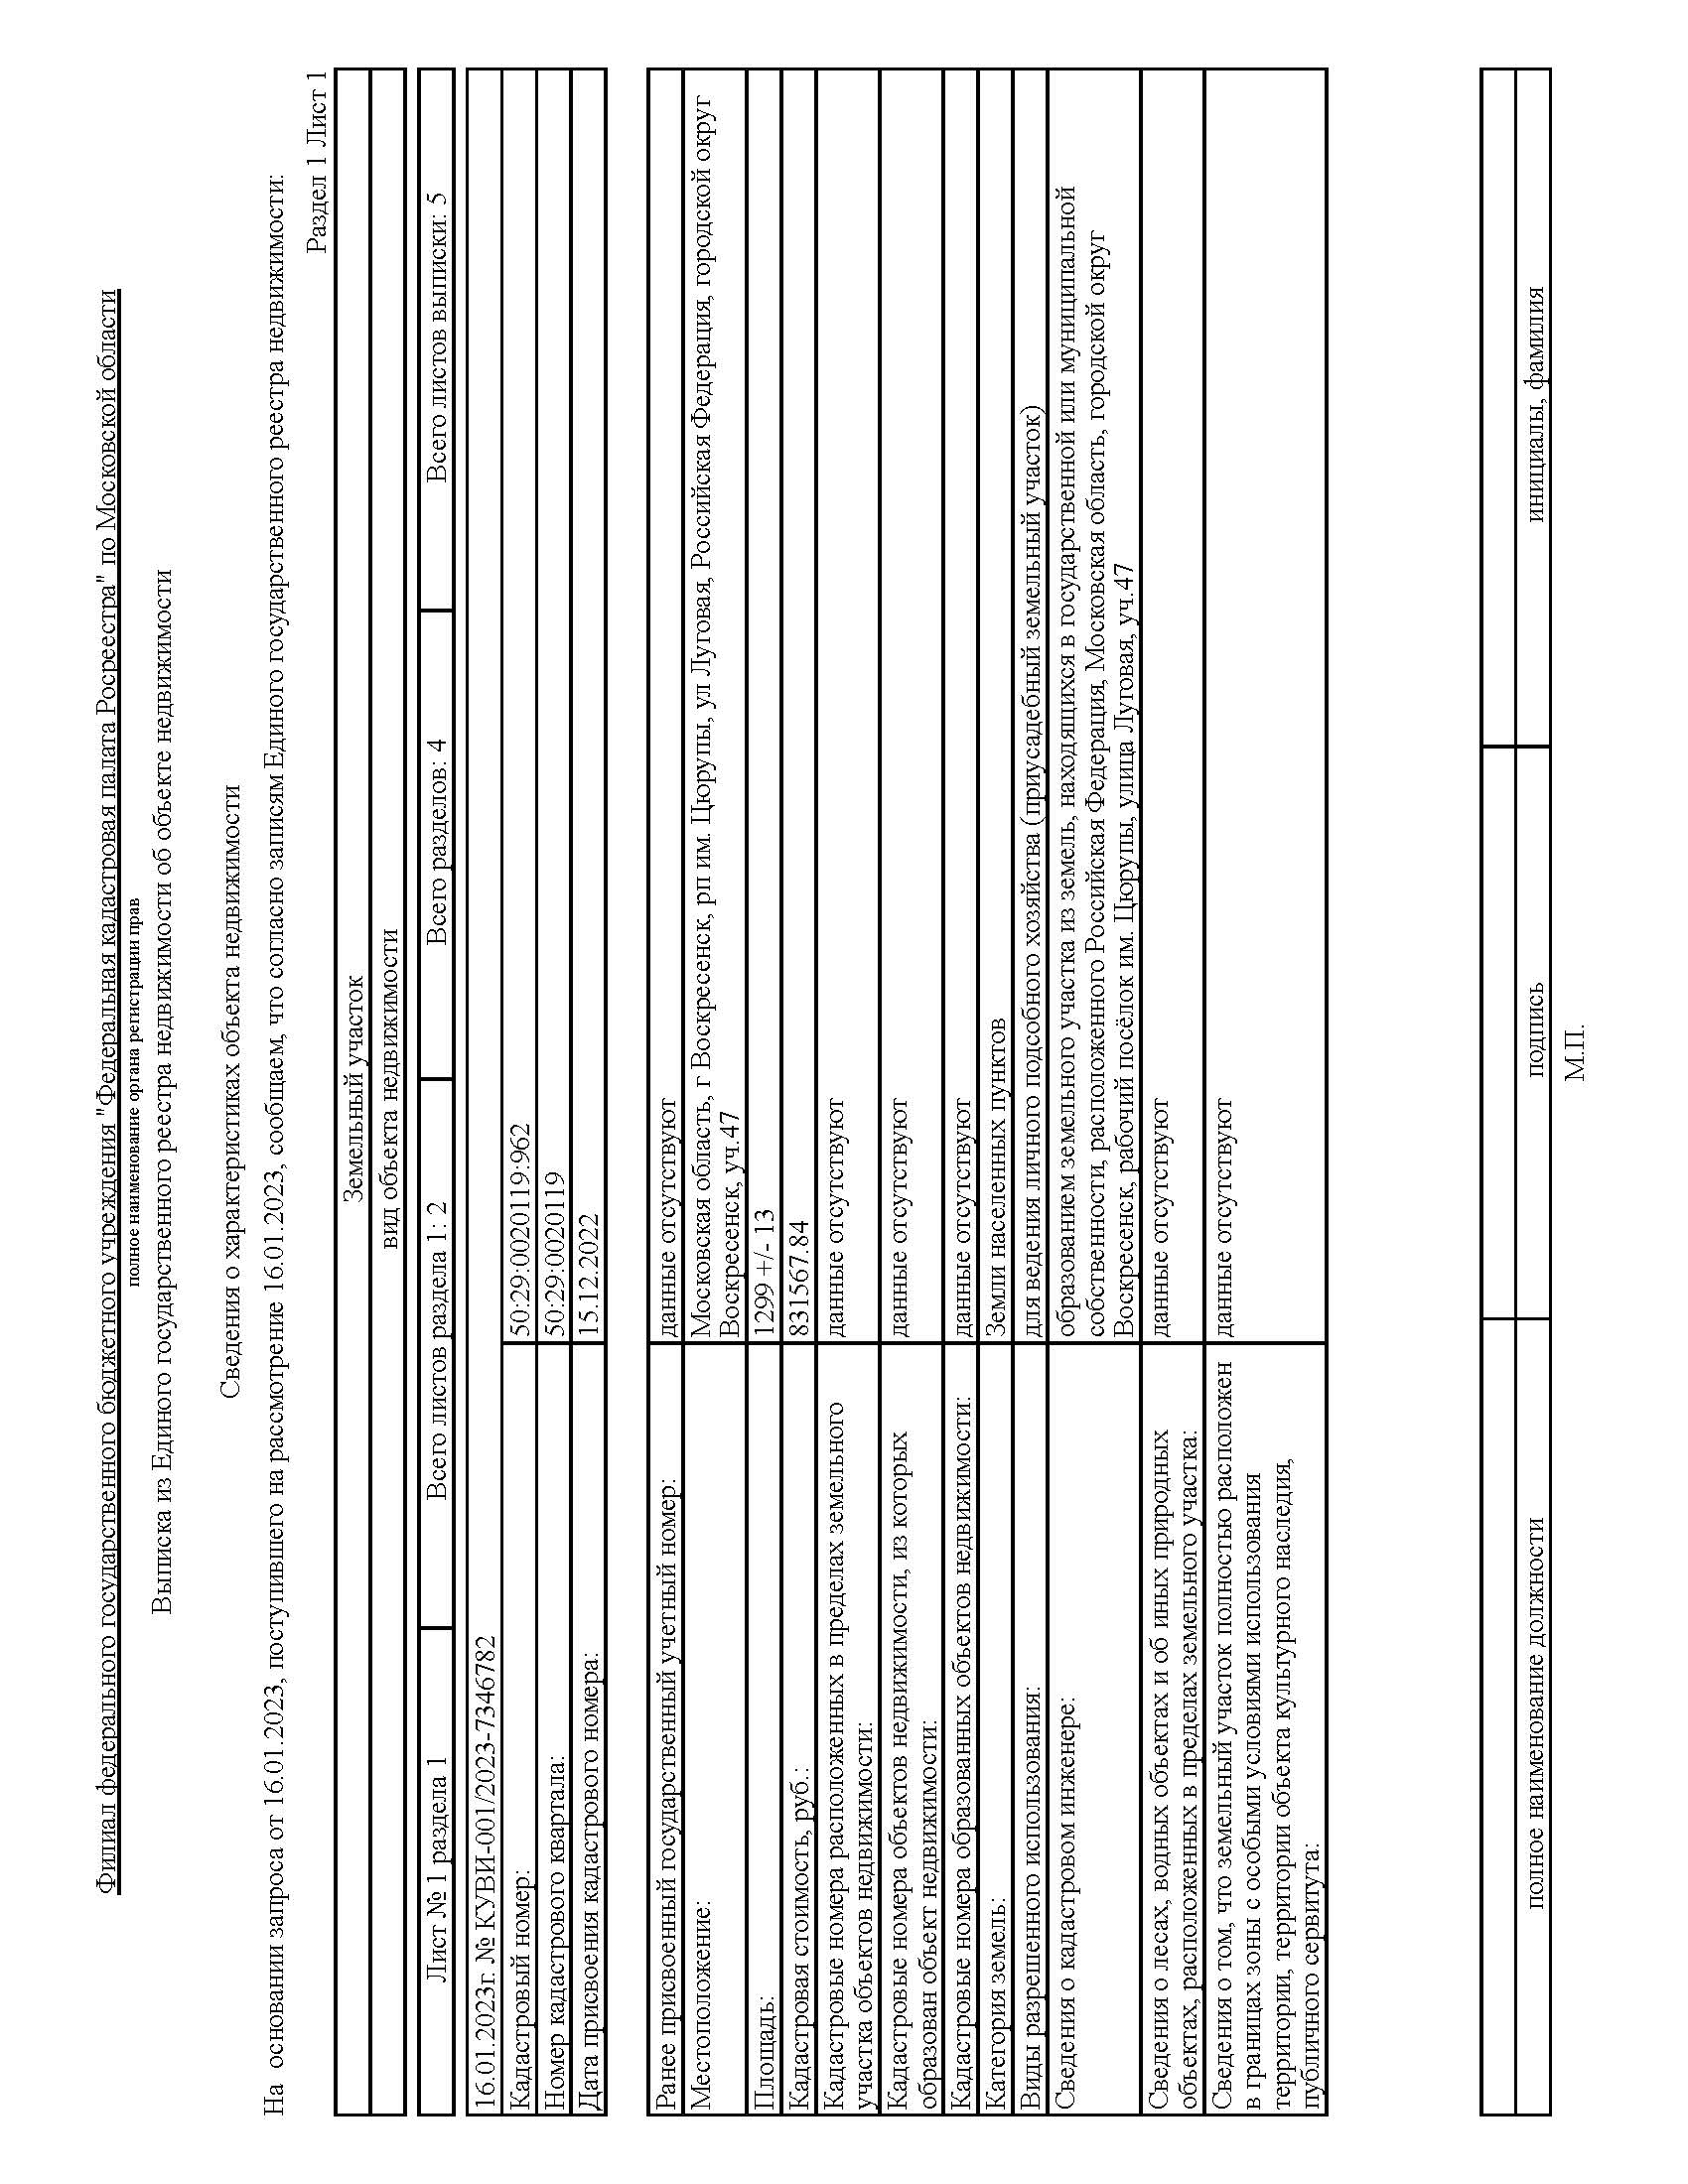 Филиал федерального государственного бюджетного учреждения "Федеральная кадастровая палата Росреестра" по Московской области
полное наименование органа регистрации прав
Выписка из Единого государственного реестра недвижимости об объекте недвижимости
Сведения о характеристиках объекта недвижимости
На основании запроса от 16.01.2023, поступившего на рассмотрение 16.01.2023, сообщаем, что согласно записям Единого государственного реестра недвижимости:
Раздел 1 Лист 1
Земельный участок
вид объекта недвижимости
Лист № 1 раздела 1
Всего листов раздела 1: 2
Всего разделов: 4
Всего листов выписки: 5
16.01.2023г. № КУВИ-001/2023-7346782
Кадастровый номер:
50:29:0020119:962
Номер кадастрового квартала:
50:29:0020119
Дата присвоения кадастрового номера:
15.12.2022
Ранее присвоенный государственный учетный номер:
данные отсутствуют
Местоположение:
Московская область, г Воскресенск, рп им. Цюрупы, ул Луговая, Российская Федерация, городской округ
Воскресенск, уч.47
Площадь:
1299 +/- 13
Кадастровая стоимость, руб.:
831567.84
Кадастровые номера расположенных в пределах земельного
участка объектов недвижимости:
данные отсутствуют
Кадастровые номера объектов недвижимости, из которых
образован объект недвижимости:
данные отсутствуют
Кадастровые номера образованных объектов недвижимости:
данные отсутствуют
Категория земель:
Земли населенных пунктов
Виды разрешенного использования:
для ведения личного подсобного хозяйства (приусадебный земельный участок)
Сведения о кадастровом инженере:
образованием земельного участка из земель, находящихся в государственной или муниципальной
собственности, расположенного Российская Федерация, Московская область, городской округ
Воскресенск, рабочий посёлок им. Цюрупы, улица Луговая, уч.47
Сведения о лесах, водных объектах и об иных природных
объектах, расположенных в пределах земельного участка:
данные отсутствуют
Сведения о том, что земельный участок полностью расположен
в границах зоны с особыми условиями использования
территории, территории объекта культурного наследия,
публичного сервитута:
данные отсутствуют
полное наименование должности
подпись
инициалы, фамилия
М.П.